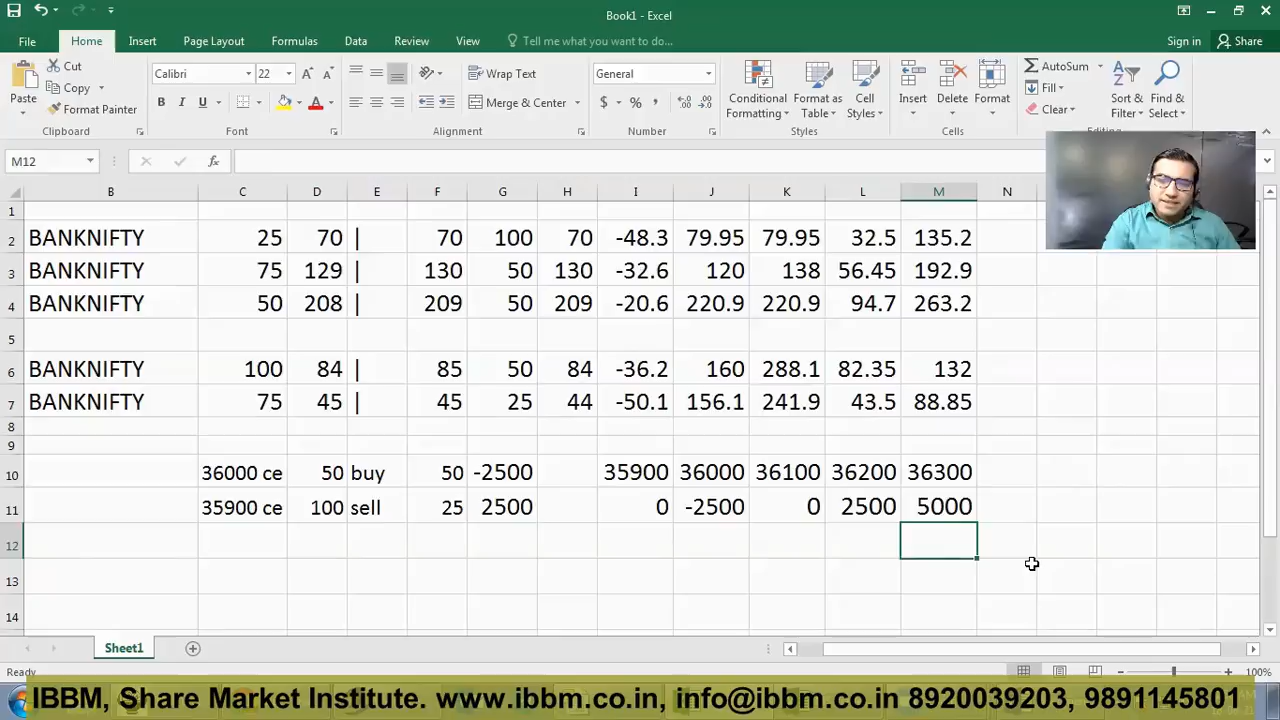 Book1 - Excel
File Home Insert Page Layout Formulas Data Review View Tell me what you want to do... Sign in Share
Paste Cut Copy Format Painter Clipboard
Calibri 22 B I U A Font
Wrap Text Merge & Center Alignment
General $ % , Number
Conditional Formatting Format as Table Cell Styles Styles
Insert Delete Format Cells
AutoSum Fill Clear Sort & Filter Find & Select Editing
M12 fx
B C D E F G H I J K L M N
1
2 BANKNIFTY 25 70 | 70 100 70 -48.3 79.95 79.95 32.5 135.2
3 BANKNIFTY 75 129 | 130 50 130 -32.6 120 138 56.45 192.9
4 BANKNIFTY 50 208 | 209 50 209 -20.6 220.9 220.9 94.7 263.2
5
6 BANKNIFTY 100 84 | 85 50 84 -36.2 160 288.1 82.35 132
7 BANKNIFTY 75 45 | 45 25 44 -50.1 156.1 241.9 43.5 88.85
8
9
10 36000 ce 50 buy 50 -2500 35900 36000 36100 36200 36300
11 35900 ce 100 sell 25 2500 0 -2500 0 2500 5000
12
13
14
Sheet1
Ready 100%
IBBM, Share Market Institute. www.ibbm.co.in, info@ibbm.co.in 8920039203, 9891145801